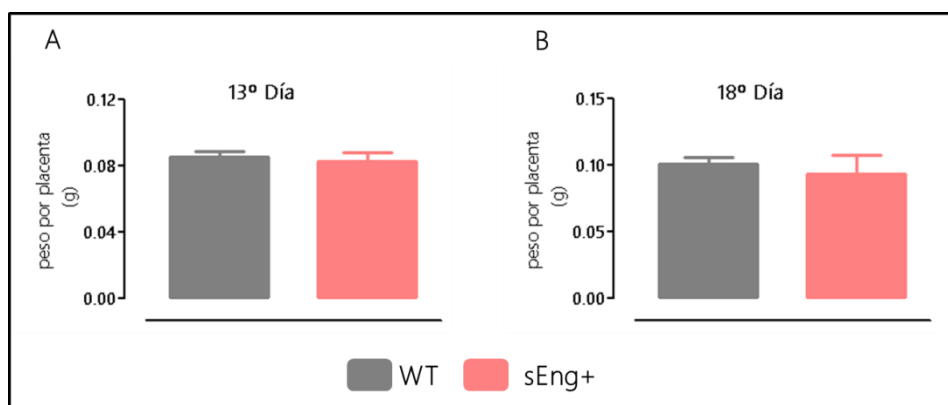 A
13º Día
0.12
0.08
0.04
0.00
peso por placenta
(g)
B
18º Día
0.15
0.10
0.05
0.00
peso por placenta
(g)
WT
sEng+